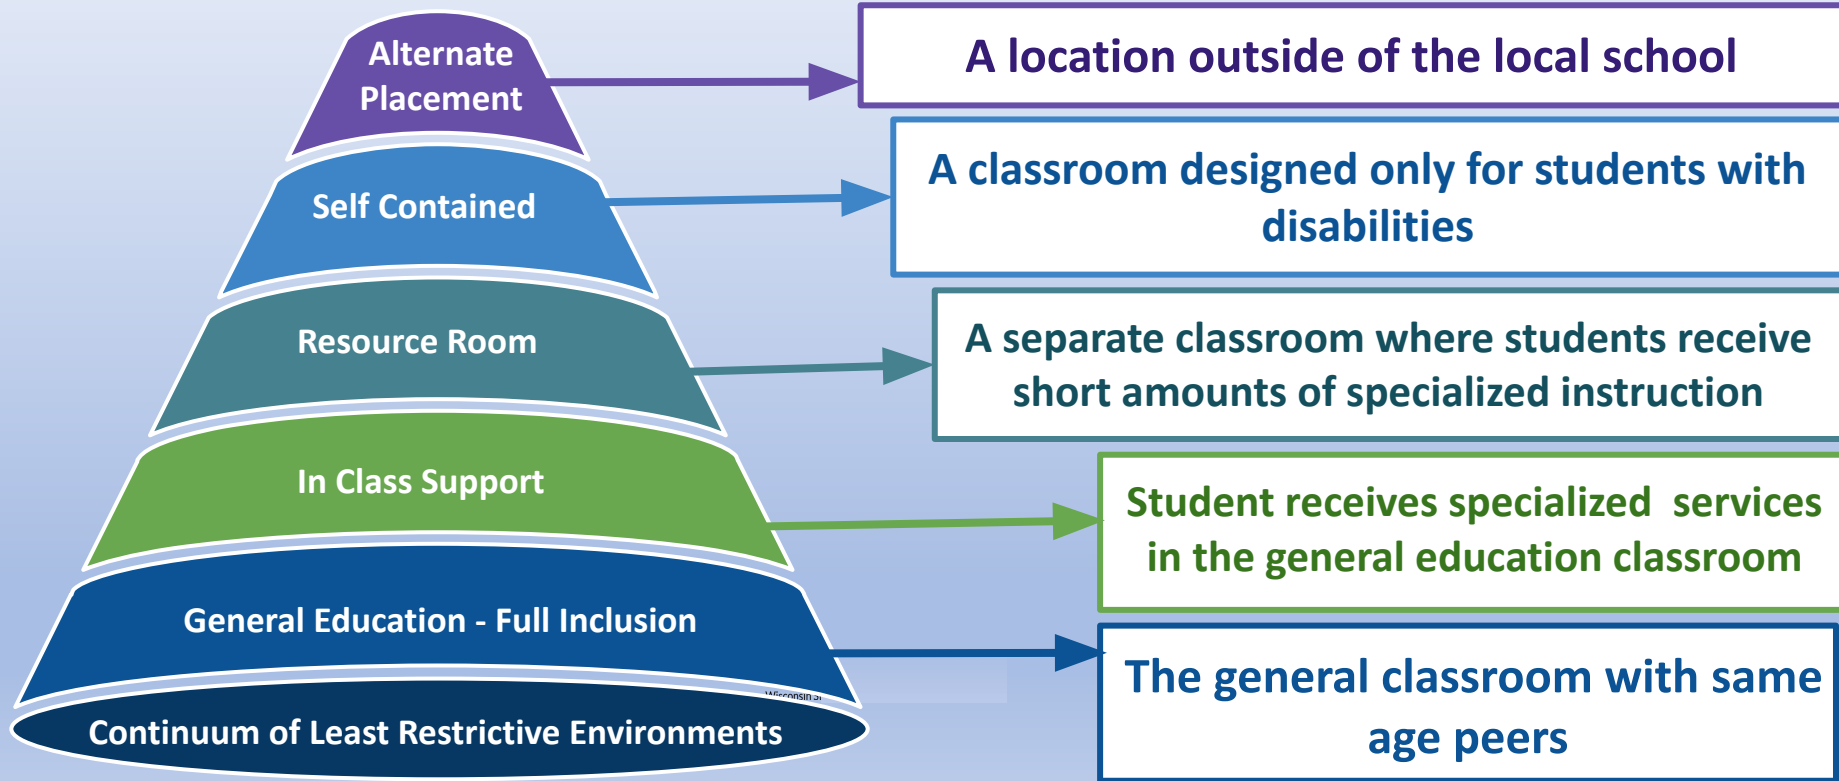 Alternate
Placement
A location outside of the local school
Self Contained
A classroom designed only for students with
disabilities
Resource Room
A separate classroom where students receive
short amounts of specialized instruction
In Class Support
Student receives specialized services
in the general education classroom
General Education - Full Inclusion
The general classroom with same
age peers
Wisconsin
Continuum of Least Restrictive Environments